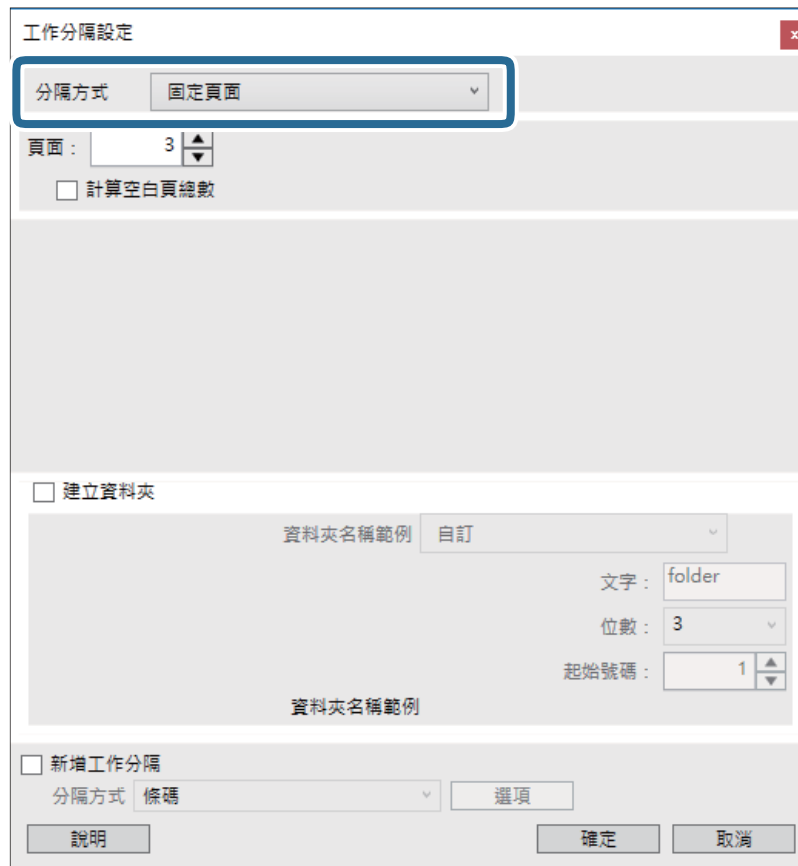 工作分隔設定
x
分隔方式 固定頁面
頁面： 3
計算空白頁總數
建立資料夾
資料夾名稱範例 自訂
文字： folder
位數： 3
起始號碼： 1
資料夾名稱範例
新增工作分隔
分隔方式 條碼 選項
說明 確定 取消